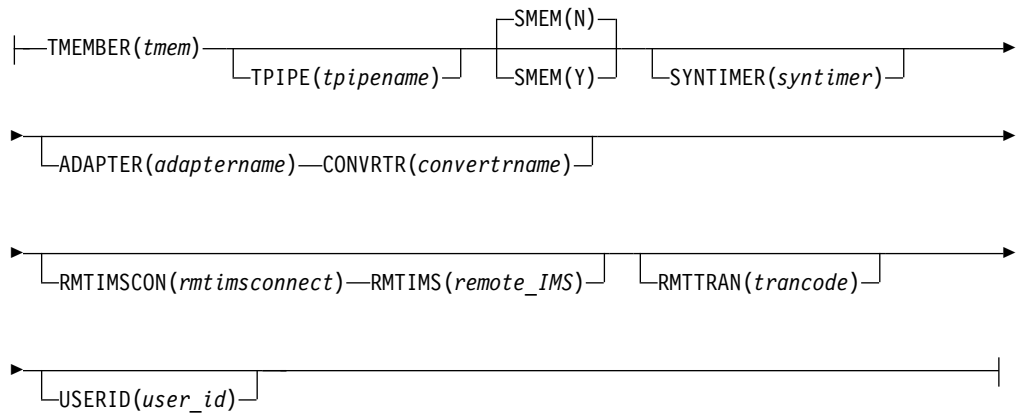 SMEM(N)
TMEMBER(tmem)
TPIPE(tpipename) SMEM(Y) SYNTIMER(syntimer)
ADAPTER(adaptername) CONVRTR(convertrname)
RMTIMSCON(rmtimsconnect) RMTIMS(remote_IMS) RMTTRAN(trancode)
USERID(user_id)